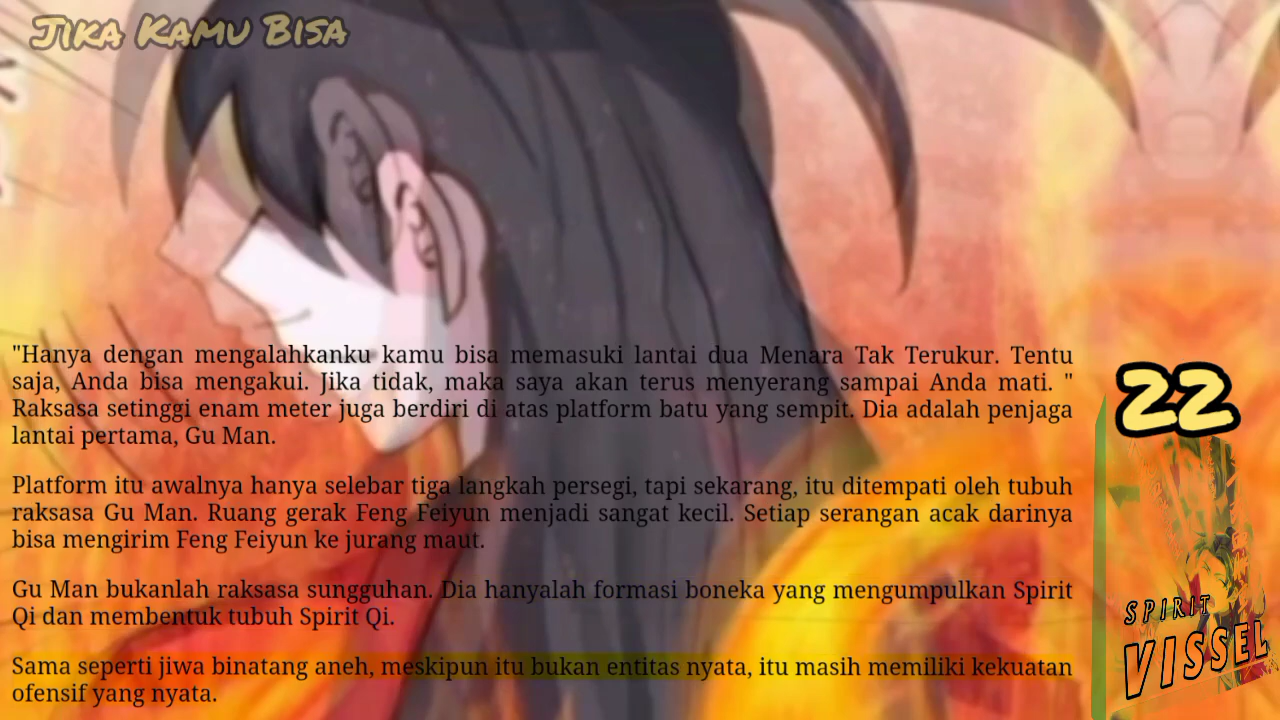 Jika Kamu Bisa
"Hanya dengan mengalahkanku kamu bisa memasuki lantai dua Menara Tak Terukur. Tentu
saja, Anda bisa mengakui. Jika tidak, maka saya akan terus menyerang sampai Anda mati. "
Raksasa setinggi enam meter juga berdiri di atas platform batu yang sempit. Dia adalah penjaga
lantai pertama, Gu Man.
Platform itu awalnya hanya selebar tiga langkah persegi, tapi sekarang, itu ditempati oleh tubuh
raksasa Gu Man. Ruang gerak Feng Feiyun menjadi sangat kecil. Setiap serangan acak darinya
bisa mengirim Feng Feiyun ke jurang maut.
Gu Man bukanlah raksasa sungguhan. Dia hanyalah formasi boneka yang mengumpulkan Spirit
Qi dan membentuk tubuh Spirit Qi.
Sama seperti jiwa binatang aneh, meskipun itu bukan entitas nyata, itu masih memiliki kekuatan
ofensif yang nyata.
22
SPIRIT
VISSEL